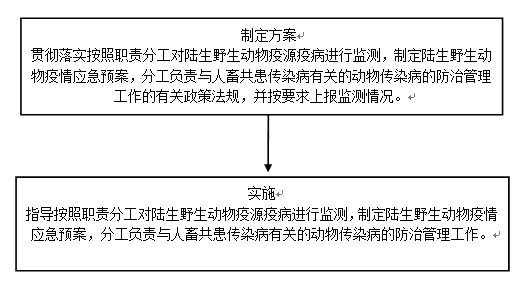 制定方案
贯彻落实按照职责分工对陆生野生动物疫源疫病进行监测，制定陆生野生动
物疫情应急预案，分工负责与人畜共患传染病有关的动物传染病的防治管理
工作的有关政策法规，并按要求上报监测情况。
实施
指导按照职责分工对陆生野生动物疫源疫病进行监测，制定陆生野生动物疫情
应急预案，分工负责与人畜共患传染病有关的动物传染病的防治管理工作。